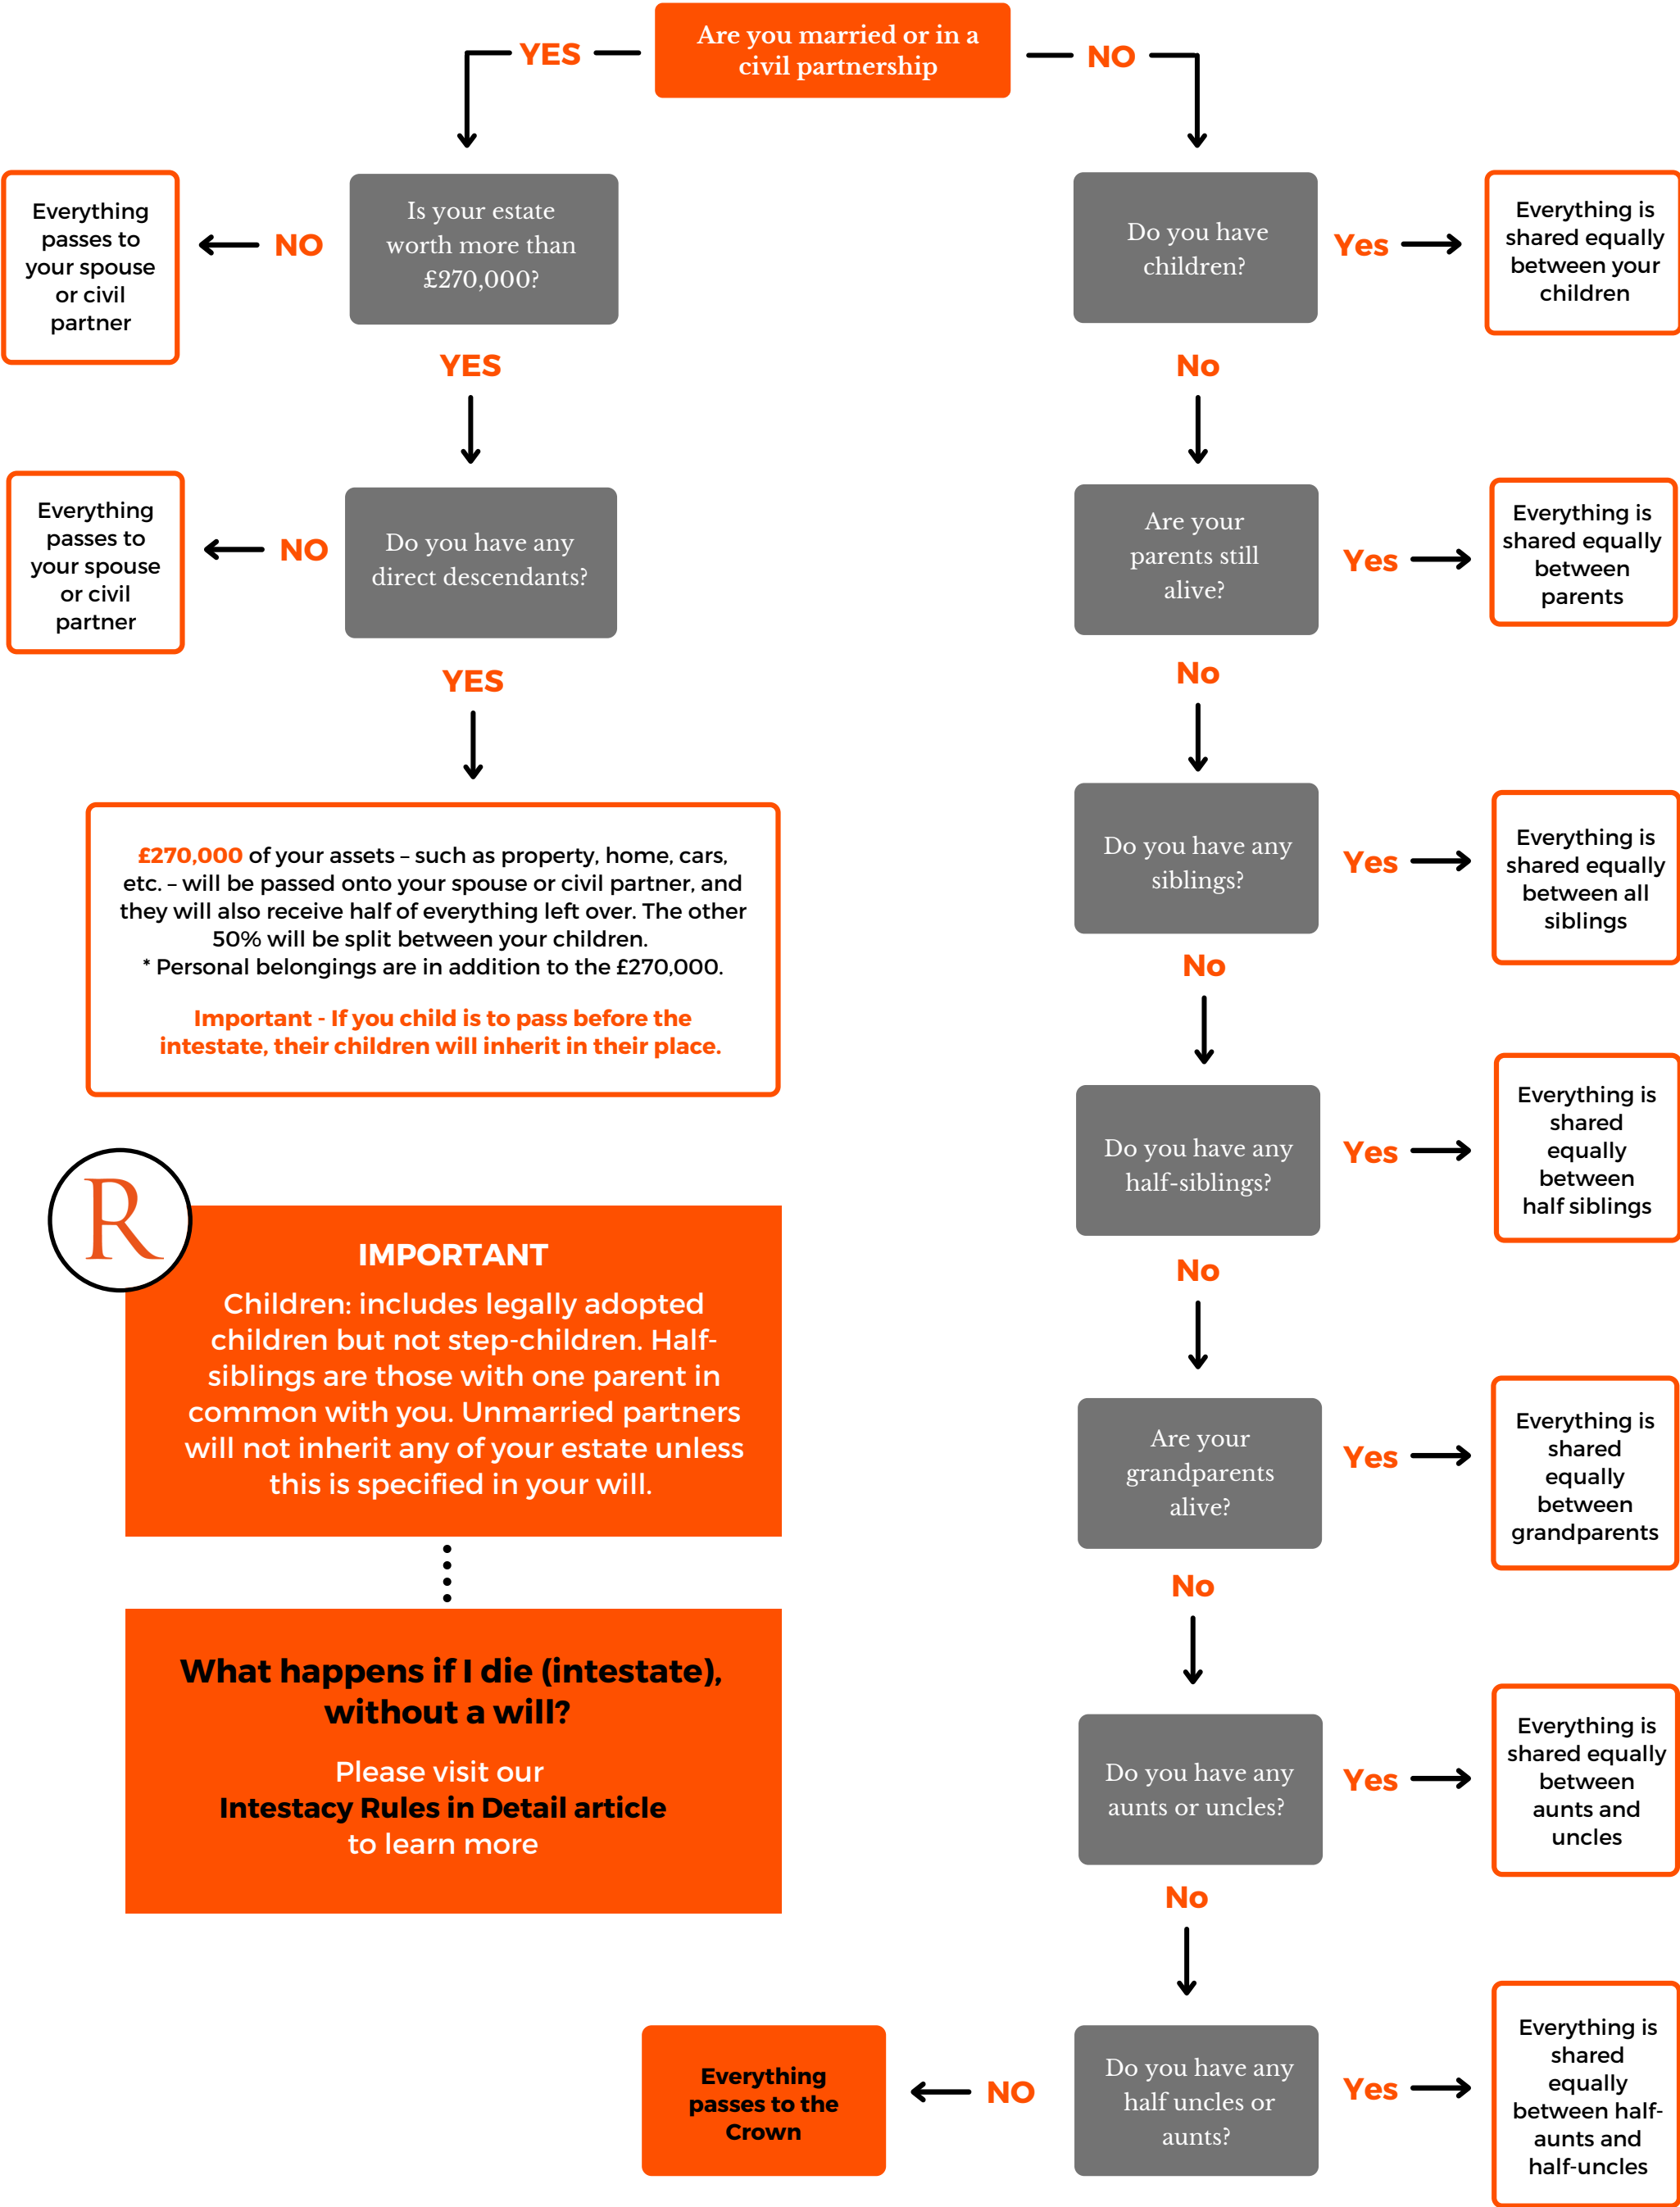 Are you married or in a
civil partnership
YES
NO
Is your estate
worth more than
£270,000?
NO
Everything
passes to
your spouse
or civil
partner
YES
Do you have any
direct descendants?
NO
Everything
passes to
your spouse
or civil
partner
YES
£270,000 of your assets – such as property, home, cars,
etc. – will be passed onto your spouse or civil partner, and
they will also receive half of everything left over. The other
50% will be split between your children.
* Personal belongings are in addition to the £270,000.
Important - If you child is to pass before the
intestate, their children will inherit in their place.
R
IMPORTANT
Children: includes legally adopted
children but not step-children. Half-
siblings are those with one parent in
common with you. Unmarried partners
will not inherit any of your estate unless
this is specified in your will.
What happens if I die (intestate),
without a will?
Please visit our
Intestacy Rules in Detail article
to learn more
Do you have
children?
Yes
Everything is
shared equally
between your
children
No
Are your
parents still
alive?
Yes
Everything is
shared equally
between
parents
No
Do you have any
siblings?
Yes
Everything is
shared equally
between all
siblings
No
Do you have any
half-siblings?
Yes
Everything is
shared
equally
between
half siblings
No
Are your
grandparents
alive?
Yes
Everything is
shared
equally
between
grandparents
No
Do you have any
aunts or uncles?
Yes
Everything is
shared equally
between
aunts and
uncles
No
Do you have any
half uncles or
aunts?
Yes
Everything is
shared
equally
between half-
aunts and
half-uncles
NO
Everything
passes to the
Crown